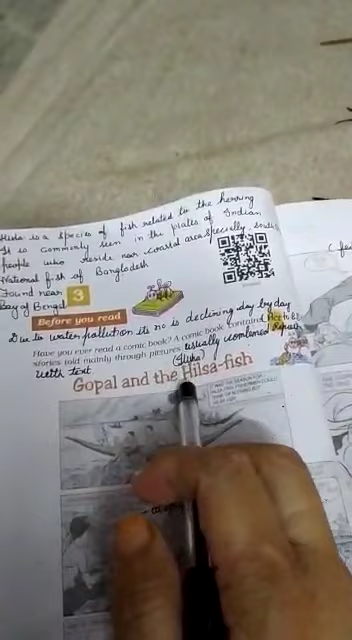 Hilsa is a species of fish related to the herring
It is commonly seen in the plates of Indian
people who reside near coastal area specially south
National fish of Bangladesh
Found near
Bay of Bengal
3
Before you read
Due to water pollution its no is declining day by day
Have you ever read a comic book? A comic book contains
stories told mainly through pictures usually combined
with text
Gopal and the Hilsa-fish